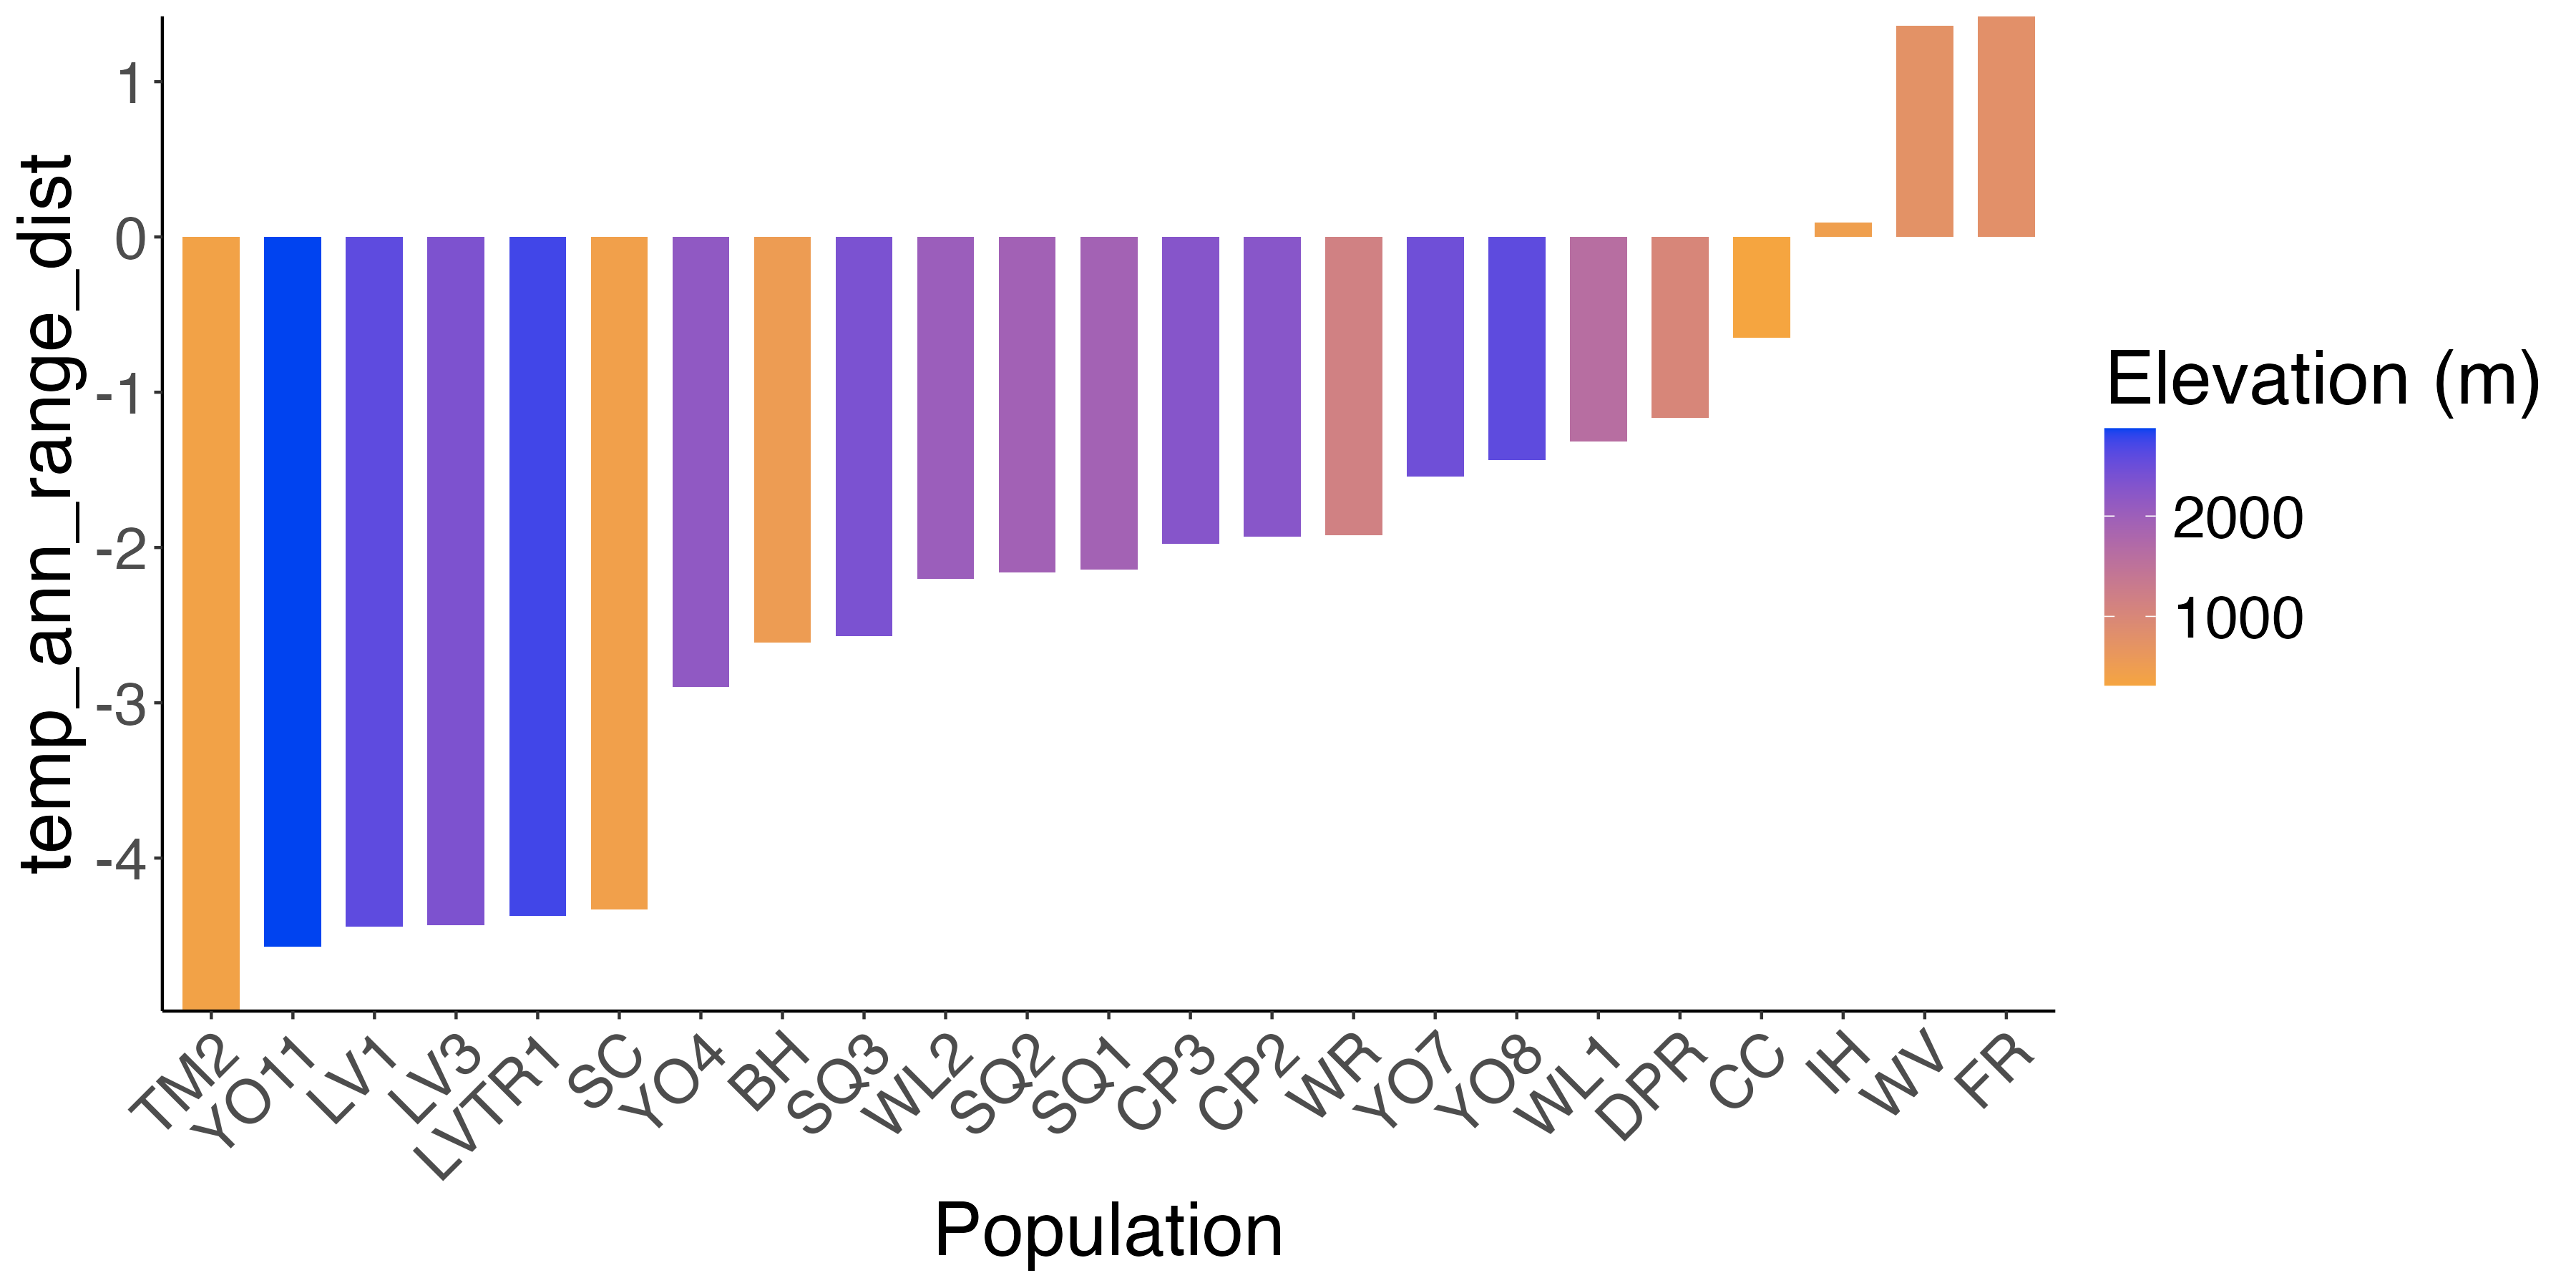 temp_ann_range_dist
1
0
-1
-2
-3
-4
TM2
YO11
LV1
LV3
LVTR1
SC
YO4
BH
SQ3
WL2
SQ2
SQ1
CP3
CP2
WR
YO7
YO8
WL1
DPR
CC
IH
WV
FR
Population
Elevation (m)
2000
1000